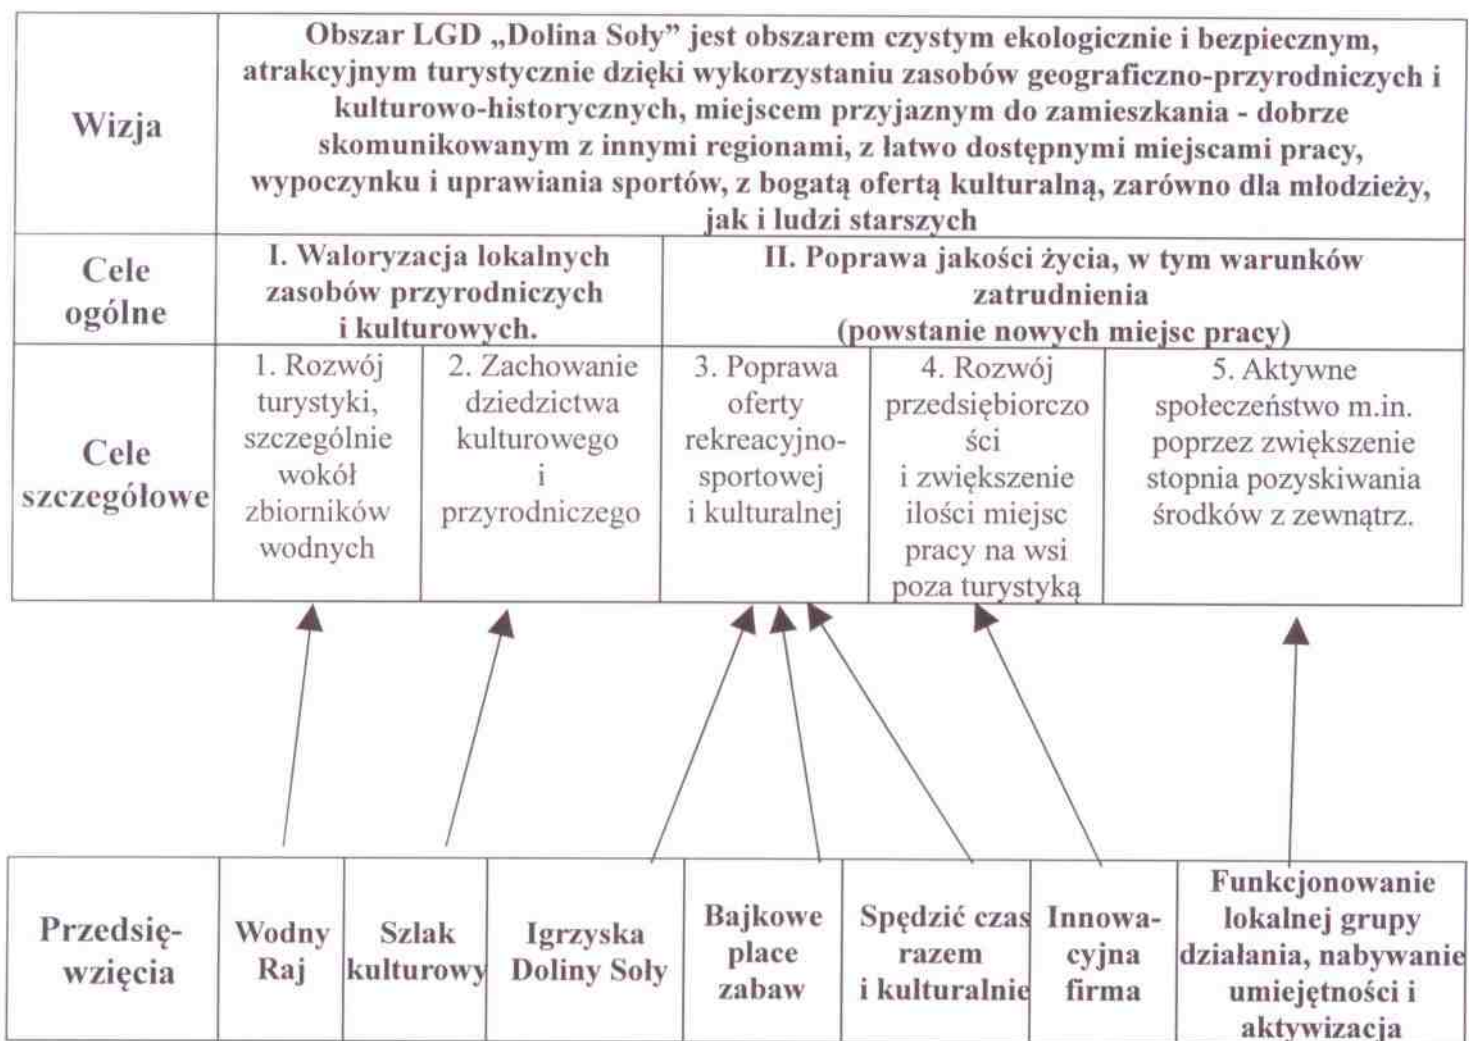 Wizja
Obszar LGD „Dolina Soły” jest obszarem czystym ekologicznie i bezpiecznym,
atrakcyjnym turystycznie dzięki wykorzystaniu zasobów geograficzno-przyrodniczych i
kulturowo-historycznych, miejscem przyjaznym do zamieszkania - dobrze
skomunikowanym z innymi regionami, z łatwo dostępnymi miejscami pracy,
wypoczynku i uprawiania sportów, z bogatą ofertą kulturalną, zarówno dla młodzieży,
jak i ludzi starszych
Cele
ogólne
I. Waloryzacja lokalnych
zasobów przyrodniczych
i kulturowych.
II. Poprawa jakości życia, w tym warunków
zatrudnienia
(powstanie nowych miejsc pracy)
Cele
szczegółowe
1. Rozwój
turystyki,
szczególnie
wokół
zbiorników
wodnych
2. Zachowanie
dziedzictwa
kulturowego
i
przyrodniczego
3. Poprawa
oferty
rekreacyjno-
sportowej
i kulturalnej
4. Rozwój
przedsiębiorczo
ści
i zwiększenie
ilości miejsc
pracy na wsi
poza turystyką
5. Aktywne
społeczeństwo m.in.
poprzez zwiększenie
stopnia pozyskiwania
środków z zewnątrz.
Przedsię-
wzięcia
Wodny
Raj
Szlak
kulturowy
Igrzyska
Doliny Soły
Bajkowe
place
zabaw
Spędzić czas
razem
i kulturalnie
Innowa-
cyjna
firma
Funkcjonowanie
lokalnej grupy
działania, nabywanie
umiejętności i
aktywizacja